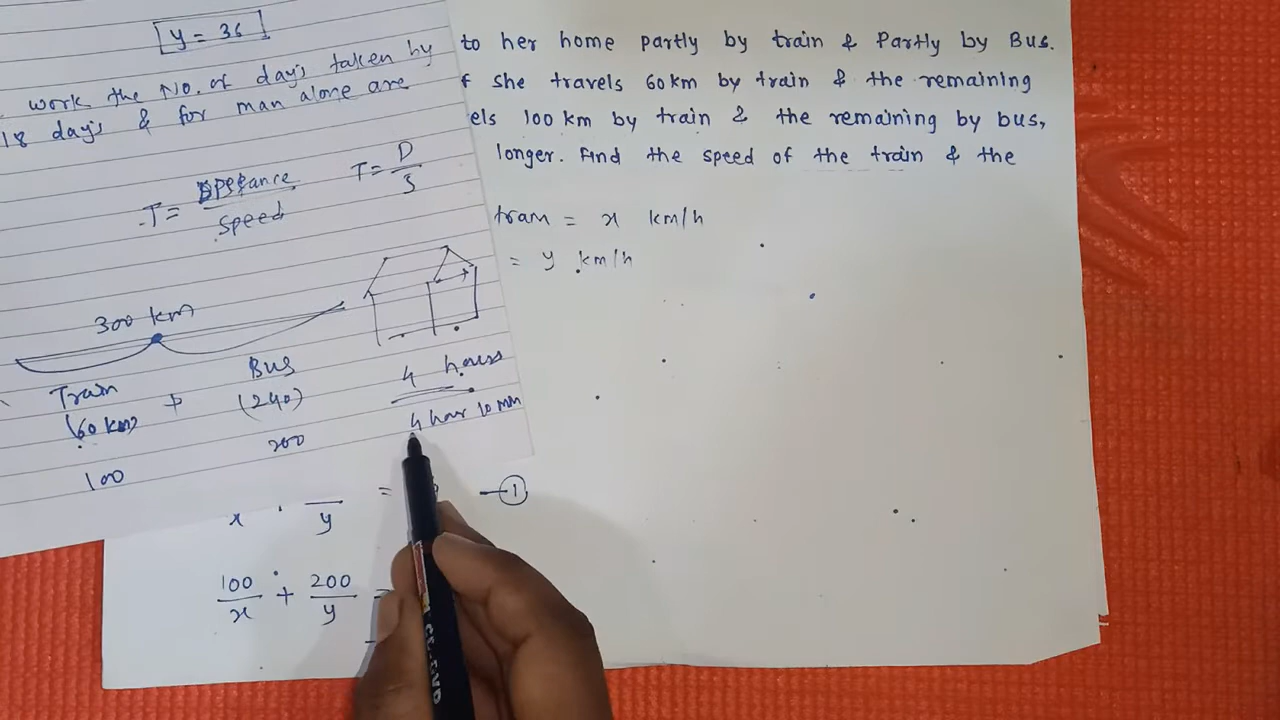 y = 36
work the No. of day's taken by
18 day's & for man alone are
T = Distance / Speed
T = D / S
300 km
Train + Bus
(60 km) (240) 4 hours
100 200 4 hour 10 min
to her home partly by train & Partly by Bus.
f she travels 60 km by train & the remaining
els 100 km by train & the remaining by bus,
longer. Find the speed of the train & the
train = x km/h
= y km/h
x y = 1
100/x + 200/y =